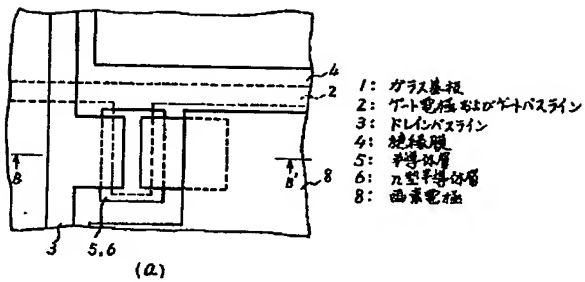 4
2
8
B
B'
3
5,6
(a)
1: ガラス基板
2: ゲート電極およびゲートバスライン
3: ドレインバスライン
4: 絶縁膜
5: 半導体層
6: n型半導体層
8: 画素電極